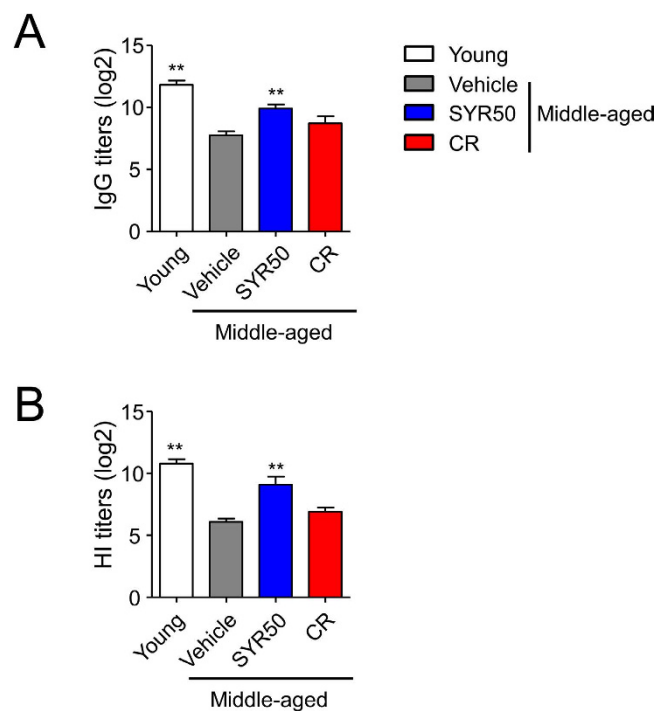 A
IgG titers (log2)
15
10
5
0
**
**
Young
Vehicle
SYR50
CR
Middle-aged
Young
Vehicle
SYR50
CR
Middle-aged
B
HI titers (log2)
15
10
5
0
**
**
Young
Vehicle
SYR50
CR
Middle-aged